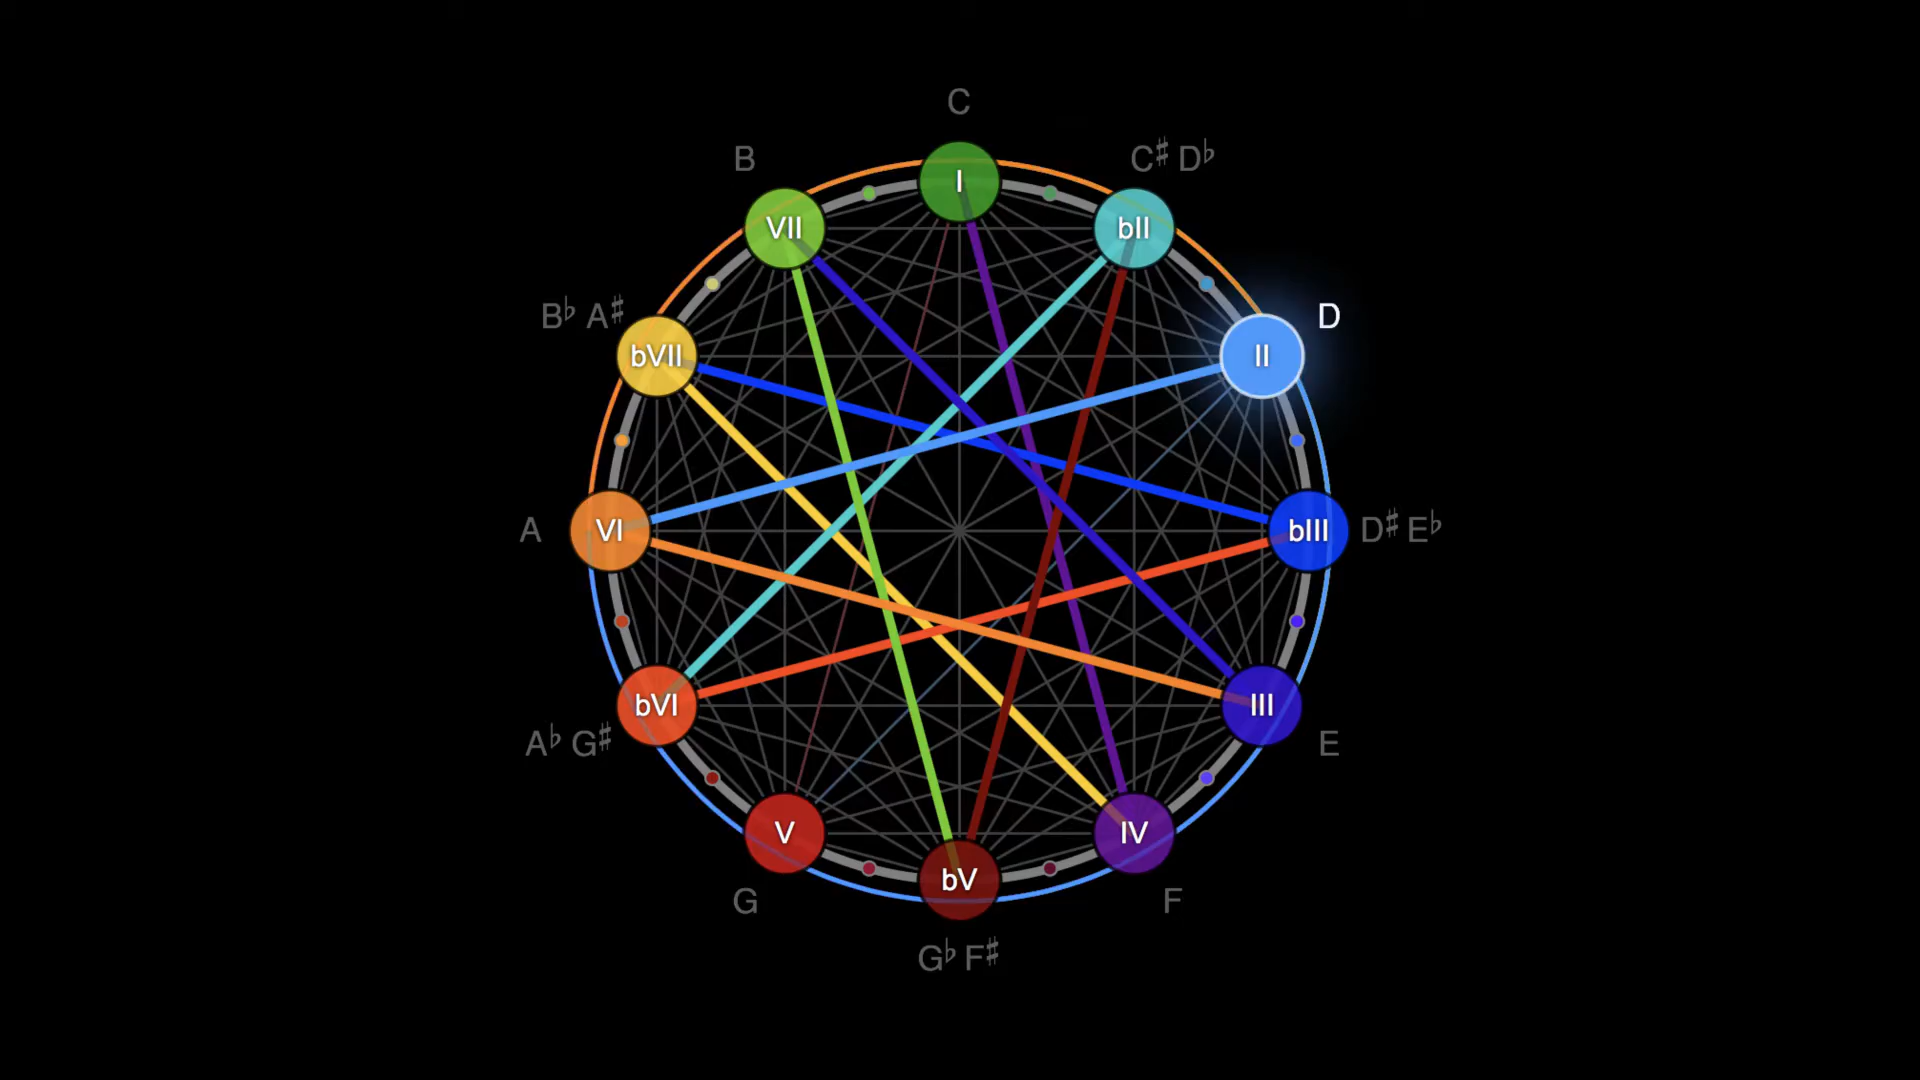 C
B
C♯ D♭
I
VII
bII
B♭ A♯
D
bVII
II
A
VI
bIII
D♯ E♭
bVI
III
A♭ G♯
E
V
IV
G
bV
F
G♭ F♯